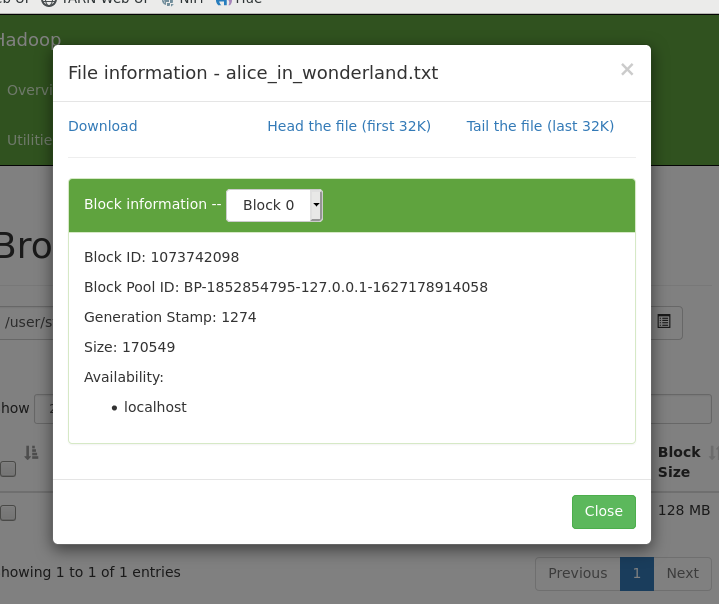 YARN Web UI NiFi Hue
Hadoop
Overvi
Utilitie
File information - alice_in_wonderland.txt ×
Download Head the file (first 32K) Tail the file (last 32K)
Block information -- Block 0
Block ID: 1073742098
Block Pool ID: BP-1852854795-127.0.0.1-1627178914058
Generation Stamp: 1274
Size: 170549
Availability:
• localhost
Close
Bro
/user/s
how 2
Block
Size
128 MB
howing 1 to 1 of 1 entries
Previous 1 Next